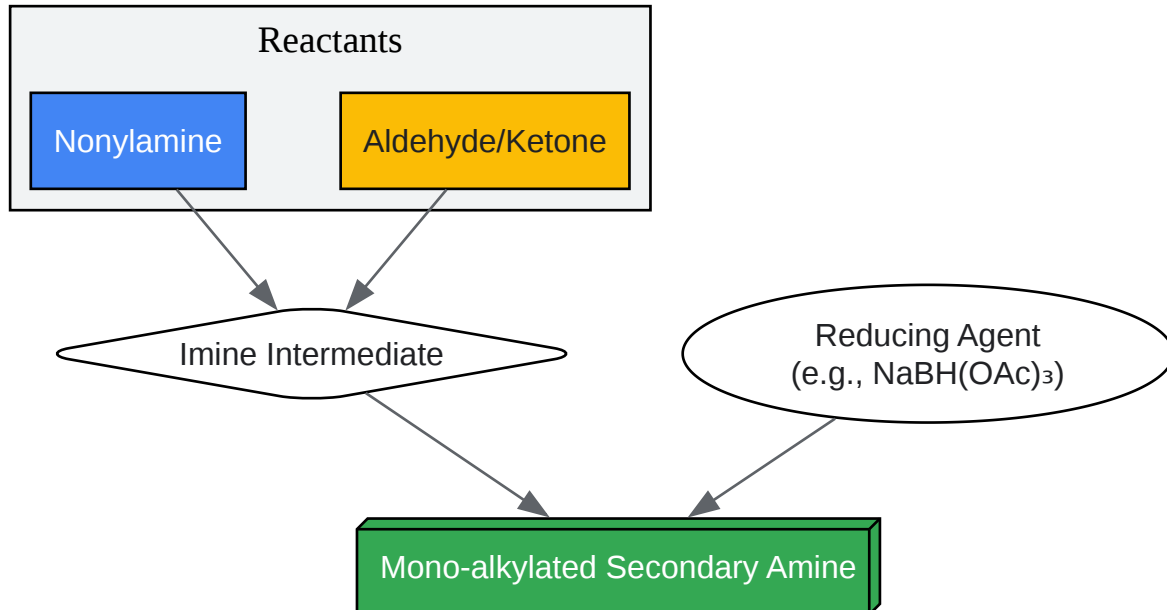 Reactants
Nonylamine
Aldehyde/Ketone
Imine Intermediate
Reducing Agent
(e.g., NaBH(OAc)₃)
Mono-alkylated Secondary Amine